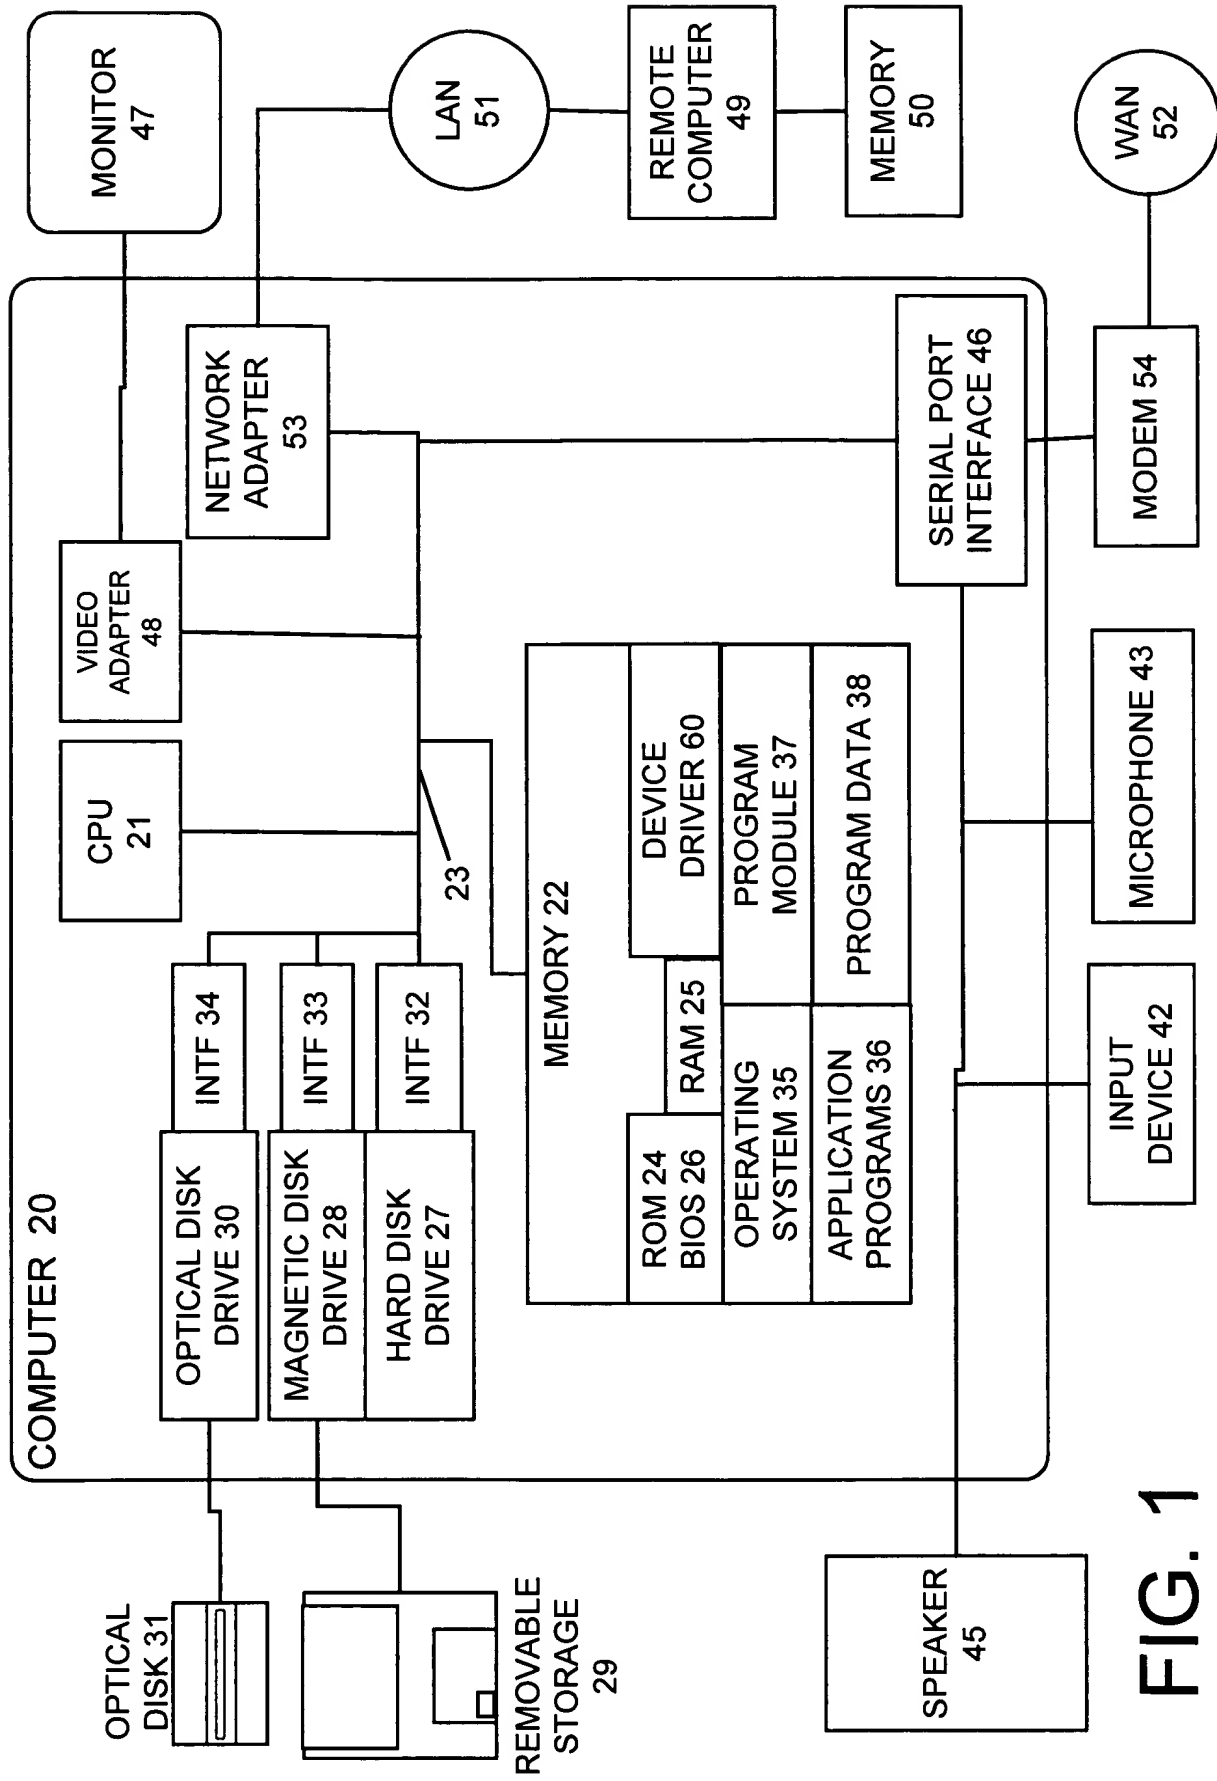 COMPUTER 20
OPTICAL
DISK 31
REMOVABLE
STORAGE
29
OPTICAL DISK
DRIVE 30
MAGNETIC DISK
DRIVE 28
HARD DISK
DRIVE 27
INTF 34
INTF 33
INTF 32
CPU
21
VIDEO
ADAPTER
48
NETWORK
ADAPTER
53
MONITOR
47
23
LAN
51
REMOTE
COMPUTER
49
MEMORY
50
MEMORY 22
ROM 24
BIOS 26
RAM 25
DEVICE
DRIVER 60
OPERATING
SYSTEM 35
PROGRAM
MODULE 37
APPLICATION
PROGRAMS 36
PROGRAM DATA 38
SERIAL PORT
INTERFACE 46
SPEAKER
45
INPUT
DEVICE 42
MICROPHONE 43
MODEM 54
WAN
52
FIG. 1